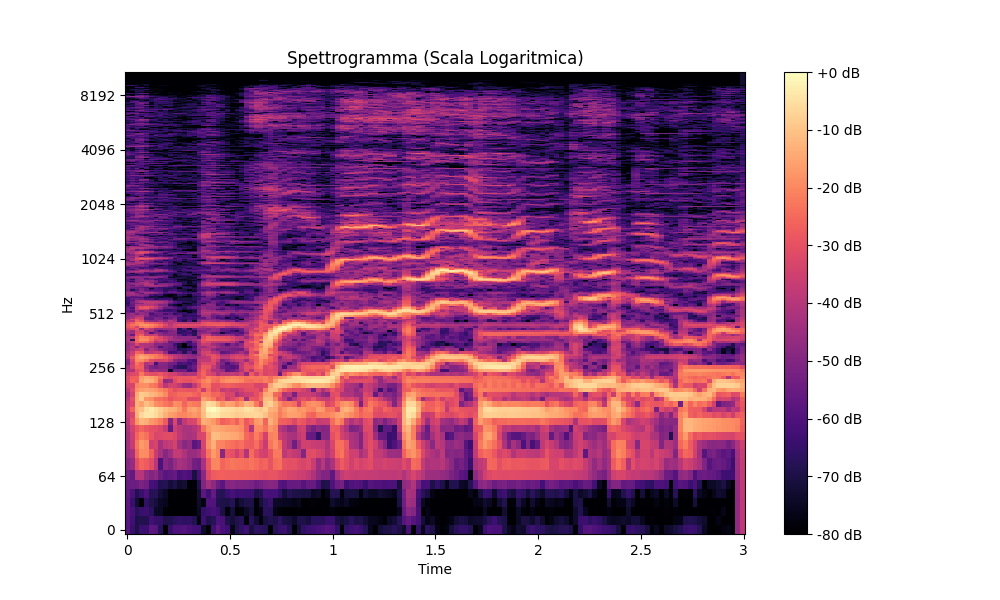 Spettrogramma (Scala Logaritmica)
Hz
8192
4096
2048
1024
512
256
128
64
0
0 0.5 1 1.5 2 2.5 3
Time
+0 dB
-10 dB
-20 dB
-30 dB
-40 dB
-50 dB
-60 dB
-70 dB
-80 dB